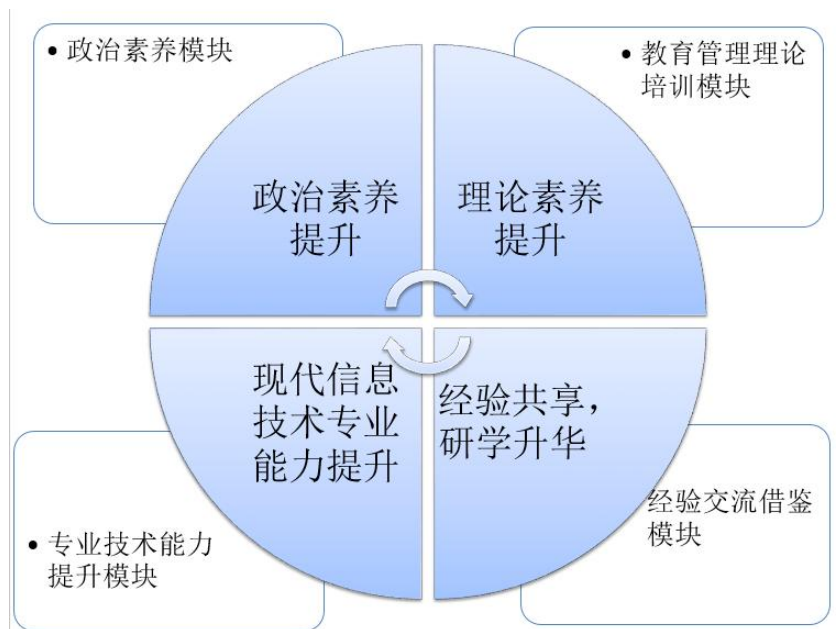 • 政治素养模块
• 教育管理理论
培训模块
政治素养
提升
理论素养
提升
现代信息
技术专业
能力提升
经验共享，
研学升华
• 专业技术能力
提升模块
经验交流借鉴
模块